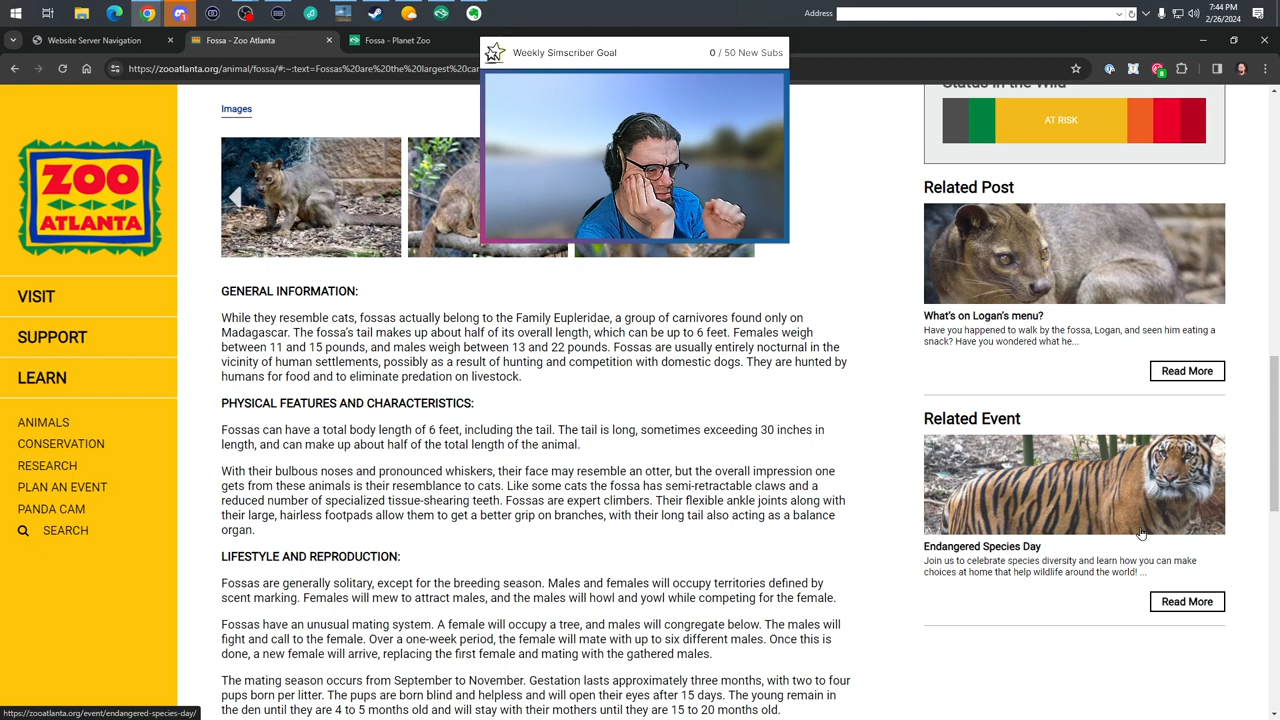 Address
7:44 PM
2/26/2024
Website Server Navigation
Fossa - Zoo Atlanta
Fossa - Planet Zoo
https://zooatlanta.org/animal/fossa/#:~:text=Fossas%20are%20the%20largest%20car
Weekly Simscriber Goal
0 / 50 New Subs
ZOO
ATLANTA
VISIT
SUPPORT
LEARN
ANIMALS
CONSERVATION
RESEARCH
PLAN AN EVENT
PANDA CAM
SEARCH
Images
GENERAL INFORMATION:
While they resemble cats, fossas actually belong to the Family Eupleridae, a group of carnivores found only on
Madagascar. The fossa's tail makes up about half of its overall length, which can be up to 6 feet. Females weigh
between 11 and 15 pounds, and males weigh between 13 and 22 pounds. Fossas are usually entirely nocturnal in the
vicinity of human settlements, possibly as a result of hunting and competition with domestic dogs. They are hunted by
humans for food and to eliminate predation on livestock.
PHYSICAL FEATURES AND CHARACTERISTICS:
Fossas can have a total body length of 6 feet, including the tail. The tail is long, sometimes exceeding 30 inches in
length, and can make up about half of the total length of the animal.
With their bulbous noses and pronounced whiskers, their face may resemble an otter, but the overall impression one
gets from these animals is their resemblance to cats. Like some cats the fossa has semi-retractable claws and a
reduced number of specialized tissue-shearing teeth. Fossas are expert climbers. Their flexible ankle joints along with
their large, hairless footpads allow them to get a better grip on branches, with their long tail also acting as a balance
organ.
LIFESTYLE AND REPRODUCTION:
Fossas are generally solitary, except for the breeding season. Males and females will occupy territories defined by
scent marking. Females will mew to attract males, and the males will howl and yowl while competing for the female.
Fossas have an unusual mating system. A female will occupy a tree, and males will congregate below. The males will
fight and call to the female. Over a one-week period, the female will mate with up to six different males. Once this is
done, a new female will arrive, replacing the first female and mating with the gathered males.
The mating season occurs from September to November. Gestation lasts approximately three months, with two to four
pups born per litter. The pups are born blind and helpless and will open their eyes after 15 days. The young remain in
the den until they are 4 to 5 months old and will stay with their mothers until they are 15 to 20 months old.
Status in the Wild
AT RISK
Related Post
What's on Logan's menu?
Have you happened to walk by the fossa, Logan, and seen him eating a
snack? Have you wondered what he...
Read More
Related Event
Endangered Species Day
Join us to celebrate species diversity and learn how you can make
choices at home that help wildlife around the world! ...
Read More
https://zooatlanta.org/event/endangered-species-day/